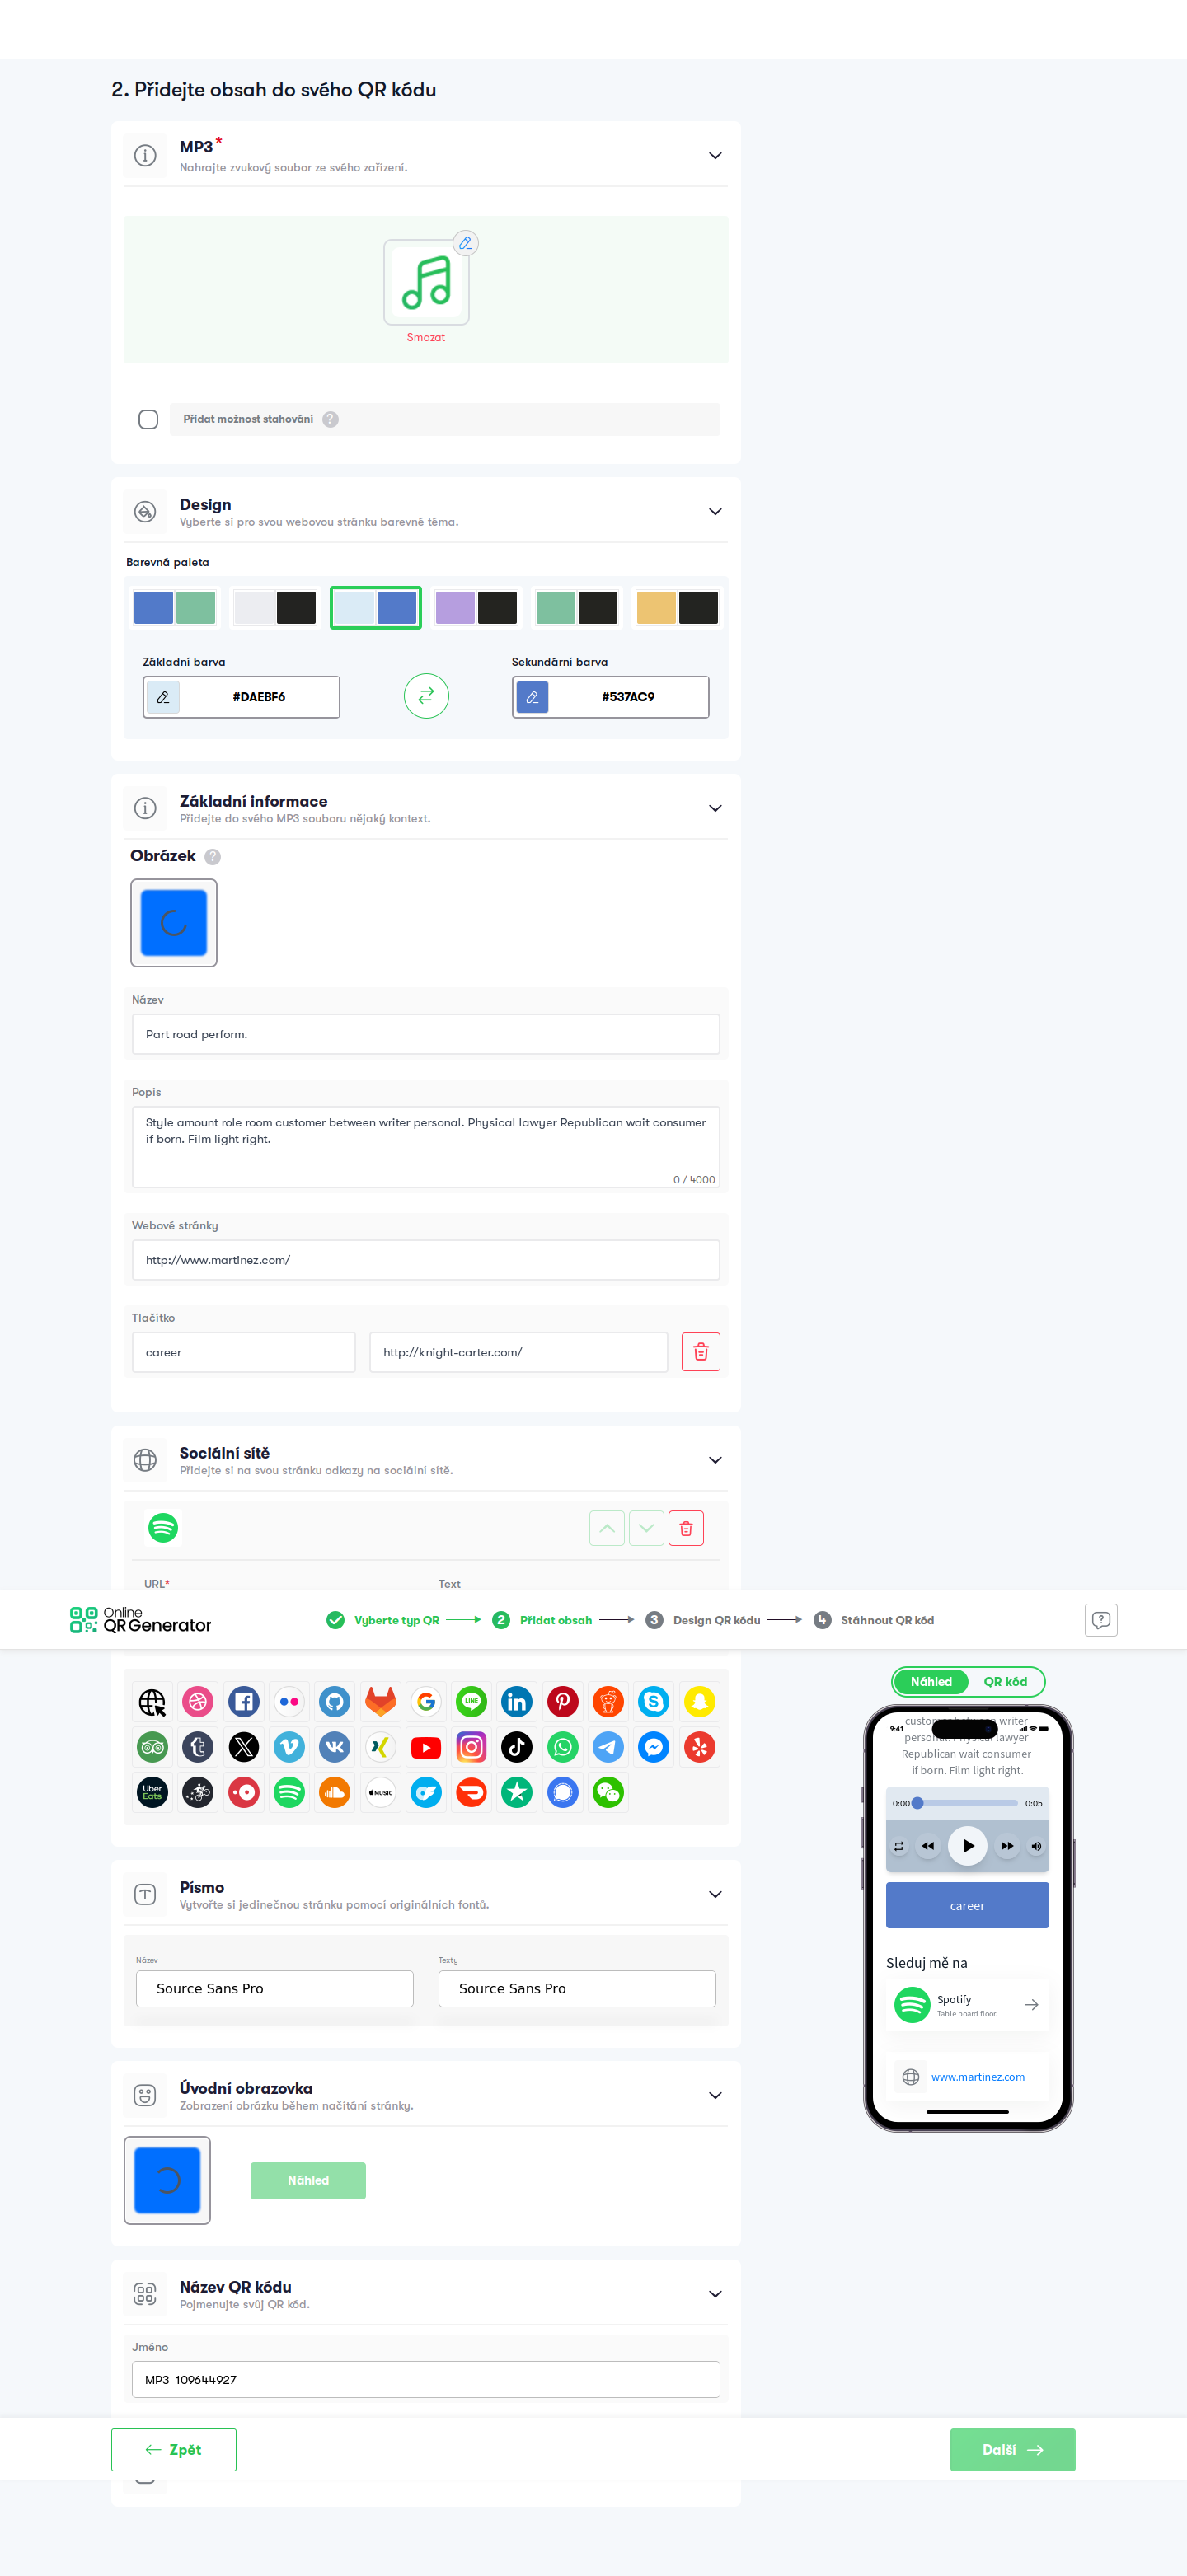 2. Přidejte obsah do svého QR kódu
MP3*
Nahrajte zvukový soubor ze svého zařízení.
Smazat
Přidat možnost stahování
?
Design
Vyberte si pro svou webovou stránku barevné téma.
Barevná paleta
Základní barva
Sekundární barva
#DAEBF6
#537AC9
Základní informace
Přidejte do svého MP3 souboru nějaký kontext.
Obrázek ?
Název
Part road perform.
Popis
Style amount role room customer between writer personal. Physical lawyer Republican wait consumer
if born. Film light right.
0 / 4000
Webové stránky
http://www.martinez.com/
Tlačítko
career
http://knight-carter.com/
Sociální sítě
Přidejte si na svou stránku odkazy na sociální sítě.
URL*
Text
Online
QR Generator
Vyberte typ QR
2 Přidat obsah
3 Design QR kódu
4 Stáhnout QR kód
Náhled
QR kód
9:41
customer between writer
personal. Physical lawyer
Republican wait consumer
if born. Film light right.
0:00
0:05
career
Sleduj mě na
Spotify
Table board floor.
www.martinez.com
LINE
Uber
Eats
MUSIC
Písmo
Vytvořte si jedinečnou stránku pomocí originálních fontů.
Název
Texty
Source Sans Pro
Source Sans Pro
Úvodní obrazovka
Zobrazení obrázku během načítání stránky.
Náhled
Název QR kódu
Pojmenujte svůj QR kód.
Jméno
MP3_109644927
Zpět
Další